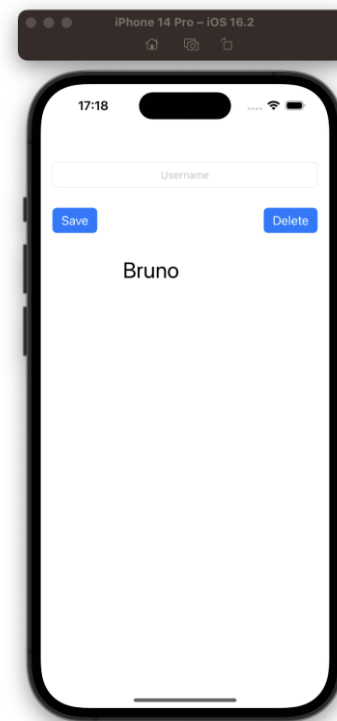 iPhone 14 Pro – iOS 16.2
17:18
Username
Save
Delete
Bruno